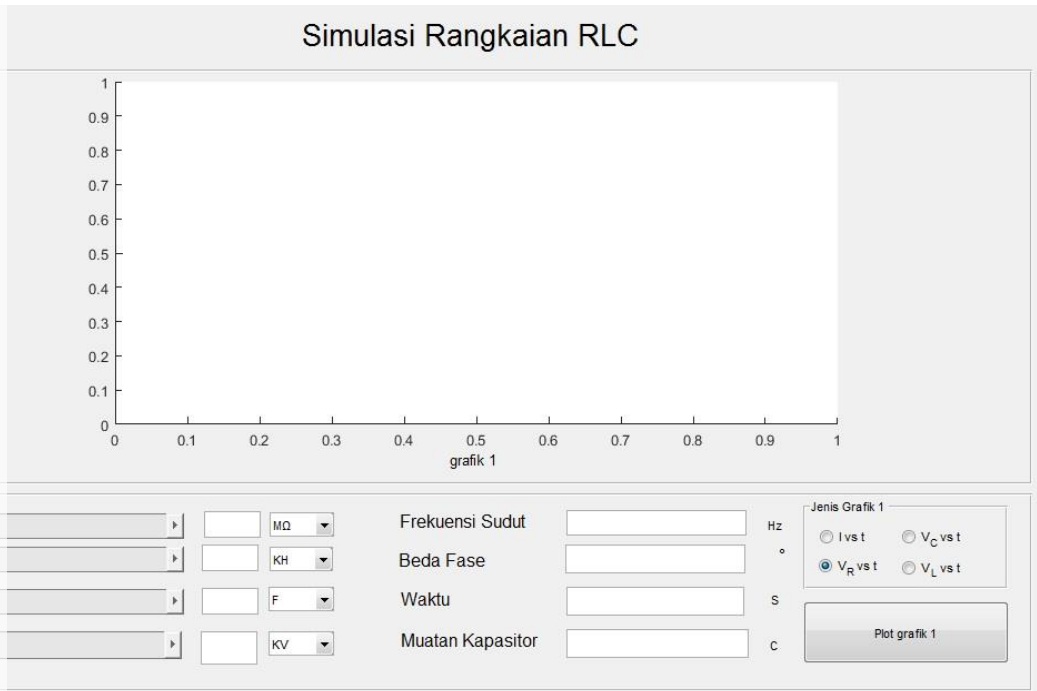 Simulasi Rangkaian RLC
1
0.9
0.8
0.7
0.6
0.5
0.4
0.3
0.2
0.1
0
0 0.1 0.2 0.3 0.4 0.5 0.6 0.7 0.8 0.9 1
grafik 1
MΩ
KH
F
KV
Frekuensi Sudut Hz
Beda Fase °
Waktu S
Muatan Kapasitor C
Jenis Grafik 1
I vs t V_C vs t
V_R vs t V_L vs t
Plot grafik 1